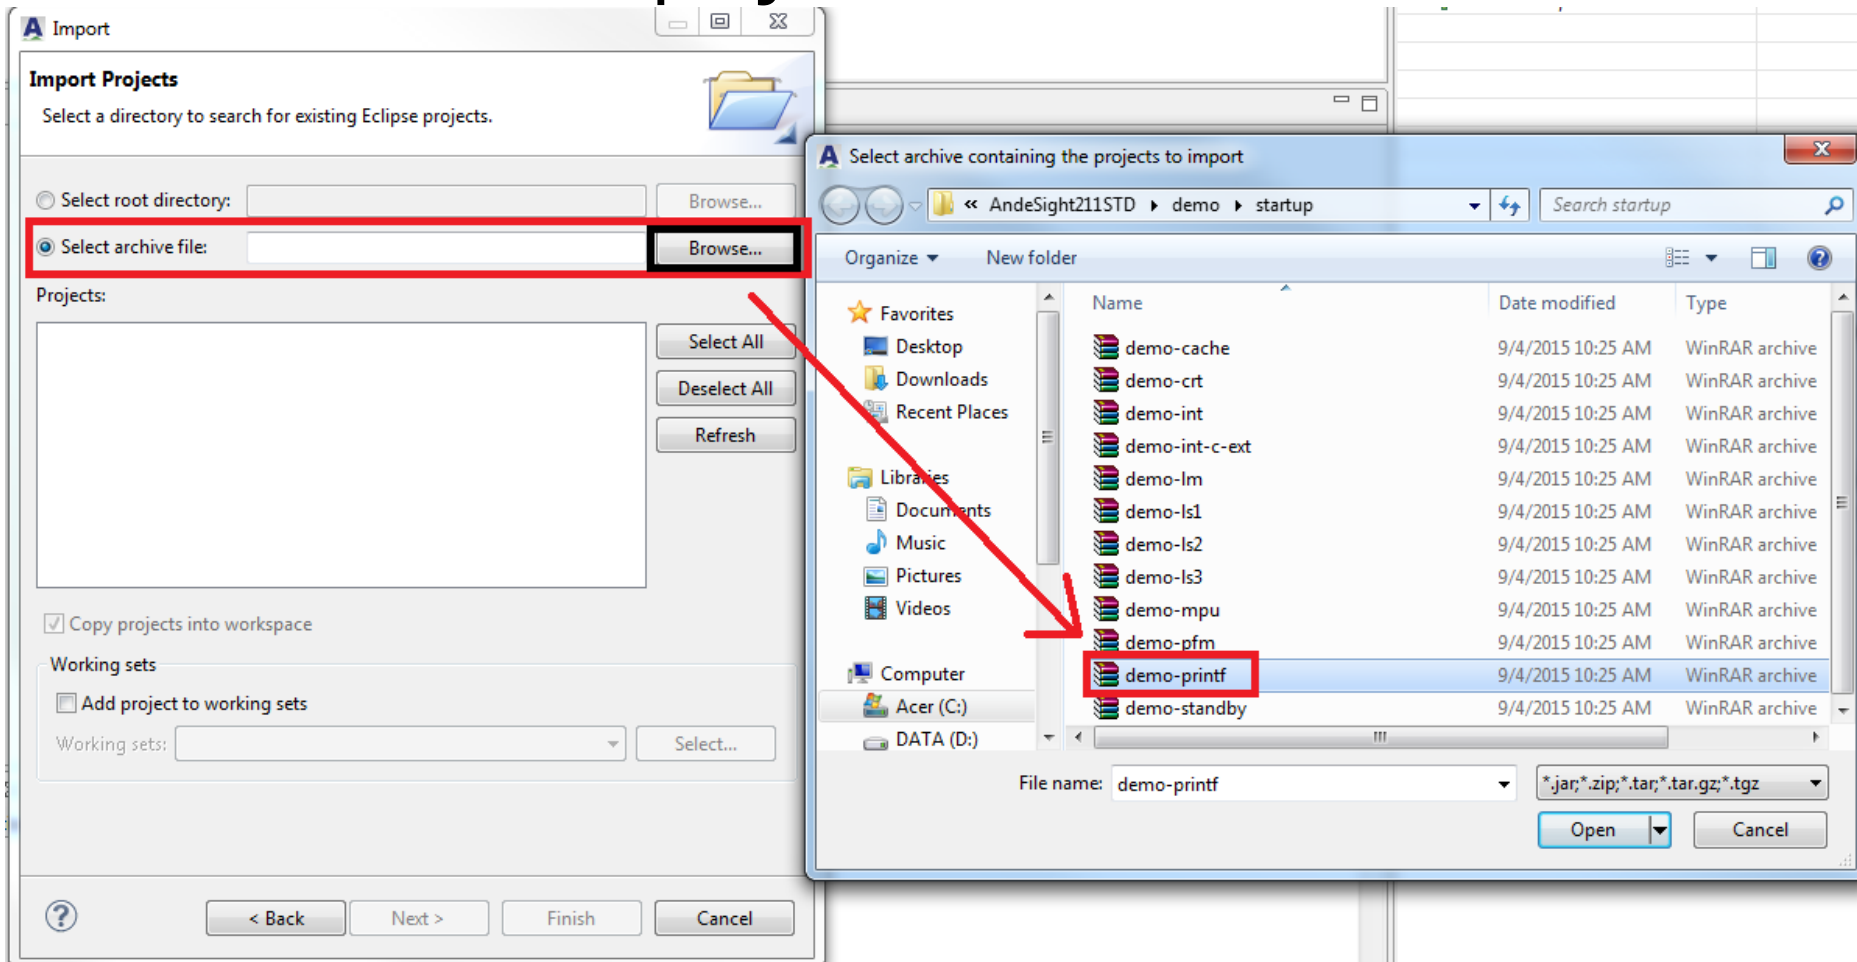 Import
Import Projects
Select a directory to search for existing Eclipse projects.
Select root directory:
Browse...
Select archive file:
Browse...
Projects:
Select All
Deselect All
Refresh
Copy projects into workspace
Working sets
Add project to working sets
Working sets:
Select...
< Back
Next >
Finish
Cancel
Select archive containing the projects to import
« AndeSight211STD demo startup
Search startup
Organize
New folder
Favorites
Desktop
Downloads
Recent Places
Libraries
Documents
Music
Pictures
Videos
Computer
Acer (C:)
DATA (D:)
Name Date modified Type
demo-cache 9/4/2015 10:25 AM WinRAR archive
demo-crt 9/4/2015 10:25 AM WinRAR archive
demo-int 9/4/2015 10:25 AM WinRAR archive
demo-int-c-ext 9/4/2015 10:25 AM WinRAR archive
demo-lm 9/4/2015 10:25 AM WinRAR archive
demo-ls1 9/4/2015 10:25 AM WinRAR archive
demo-ls2 9/4/2015 10:25 AM WinRAR archive
demo-ls3 9/4/2015 10:25 AM WinRAR archive
demo-mpu 9/4/2015 10:25 AM WinRAR archive
demo-pfm 9/4/2015 10:25 AM WinRAR archive
demo-printf 9/4/2015 10:25 AM WinRAR archive
demo-standby 9/4/2015 10:25 AM WinRAR archive
File name: demo-printf
*.jar;*.zip;*.tar;*.tar.gz;*.tgz
Open
Cancel